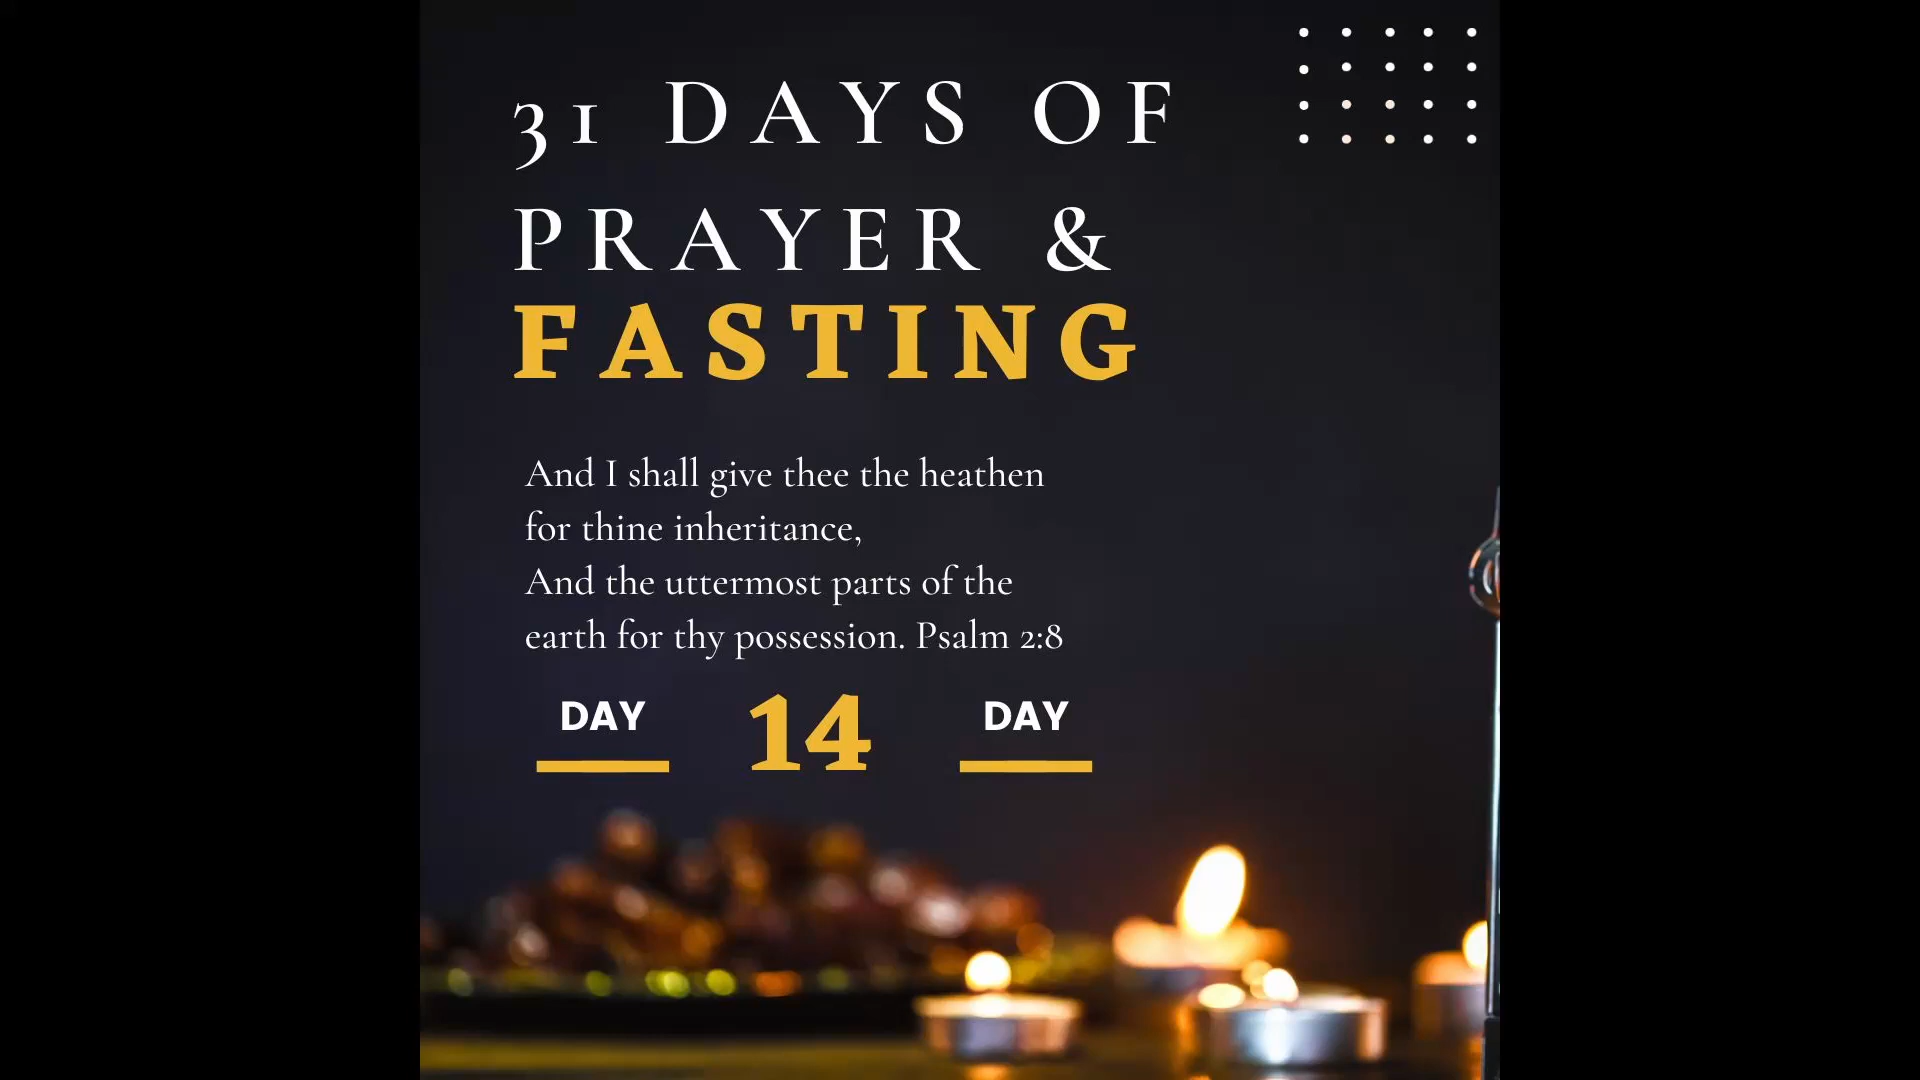 31 DAYS OF
PRAYER &
FASTING
And I shall give thee the heathen
for thine inheritance,
And the uttermost parts of the
earth for thy possession. Psalm 2:8
DAY 14 DAY